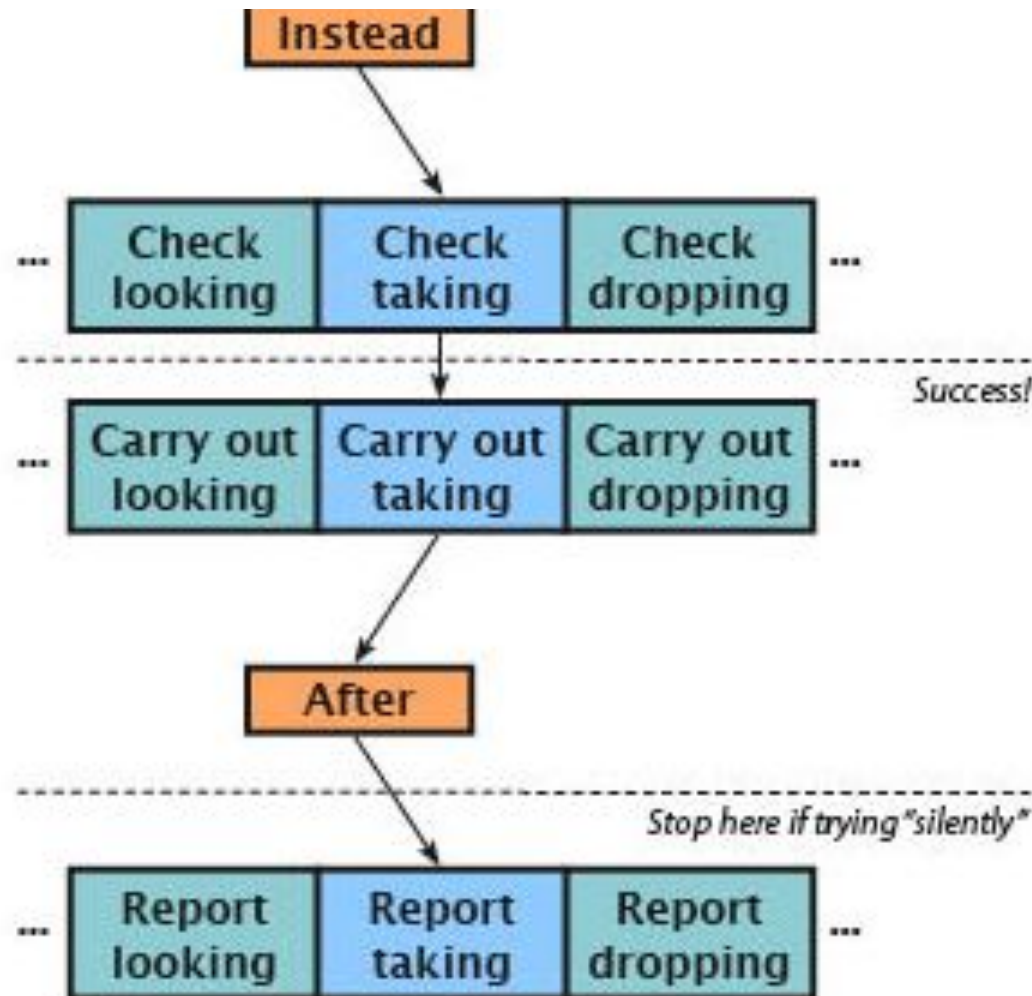 Instead
... Check looking Check taking Check dropping ...
Success!
... Carry out looking Carry out taking Carry out dropping ...
After
Stop here if trying "silently"
... Report looking Report taking Report dropping ...